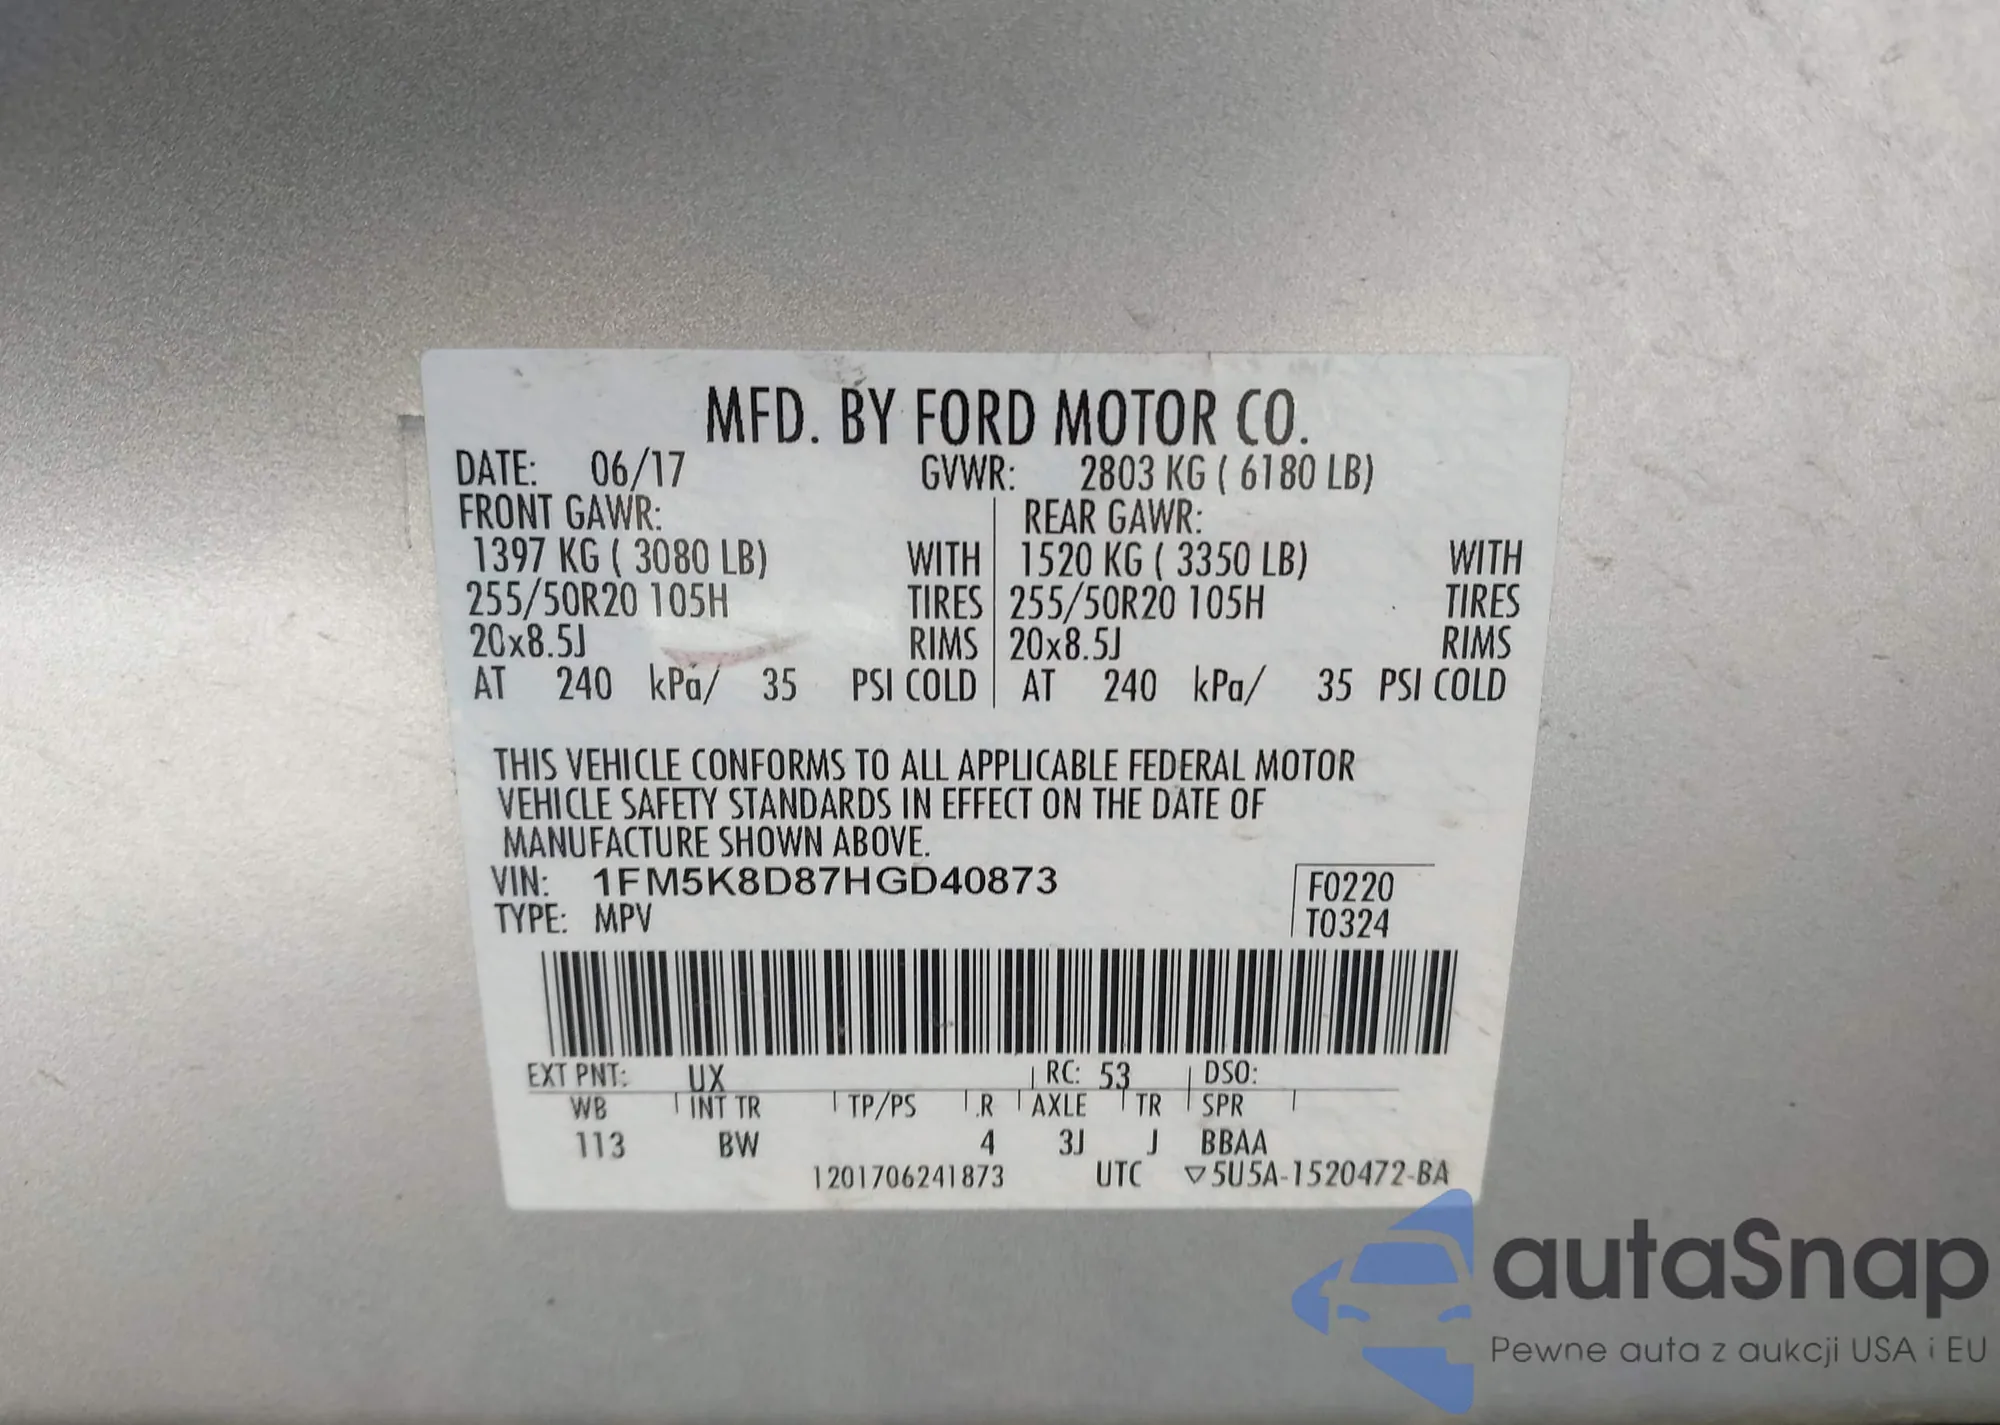 MFD. BY FORD MOTOR CO.
DATE: 06/17 GVWR: 2803 KG ( 6180 LB)
FRONT GAWR: REAR GAWR:
1397 KG ( 3080 LB) WITH 1520 KG ( 3350 LB) WITH
255/50R20 105H TIRES 255/50R20 105H TIRES
20x8.5J RIMS 20x8.5J RIMS
AT 240 kPa/ 35 PSI COLD AT 240 kPa/ 35 PSI COLD
THIS VEHICLE CONFORMS TO ALL APPLICABLE FEDERAL MOTOR
VEHICLE SAFETY STANDARDS IN EFFECT ON THE DATE OF
MANUFACTURE SHOWN ABOVE.
VIN: 1FM5K8D87HGD40873
F0220
TYPE: MPV
T0324
EXT PNT: UX RC: 53 DSO:
WB INT TR TP/PS R AXLE TR SPR
113 BW 4 3J J BBAA
1201706241873 UTC ▽5U5A-1520472-BA
autaSnap
Pewne auta z aukcji USA i EU